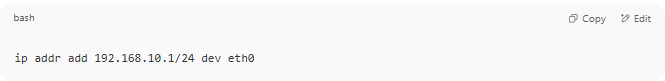 bash Copy Edit
ip addr add 192.168.10.1/24 dev eth0